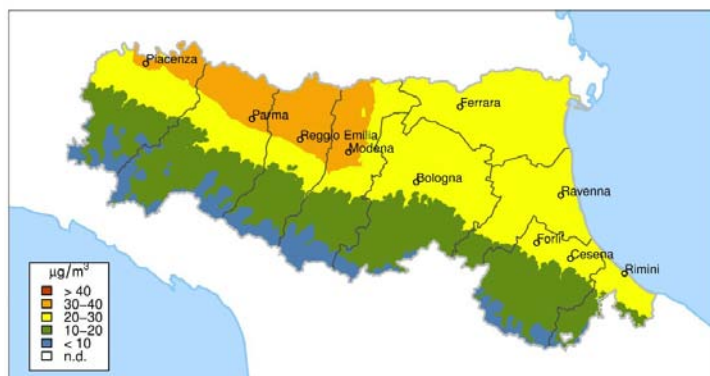 Piacenza
Parma
Reggio Emilia
Modena
Ferrara
Bologna
Ravenna
Forlì
Cesena
Rimini
µg/m³
> 40
30–40
20–30
10–20
< 10
n.d.